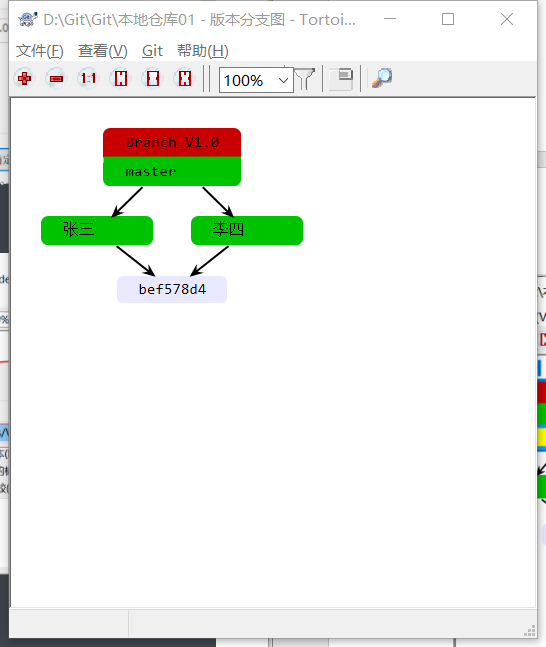 D:\Git\Git\本地仓库01 - 版本分支图 - Tortoi...
文件(F) 查看(V) Git 帮助(H)
1:1 100%
Branch_V1.0
master
张三 李四
bef578d4